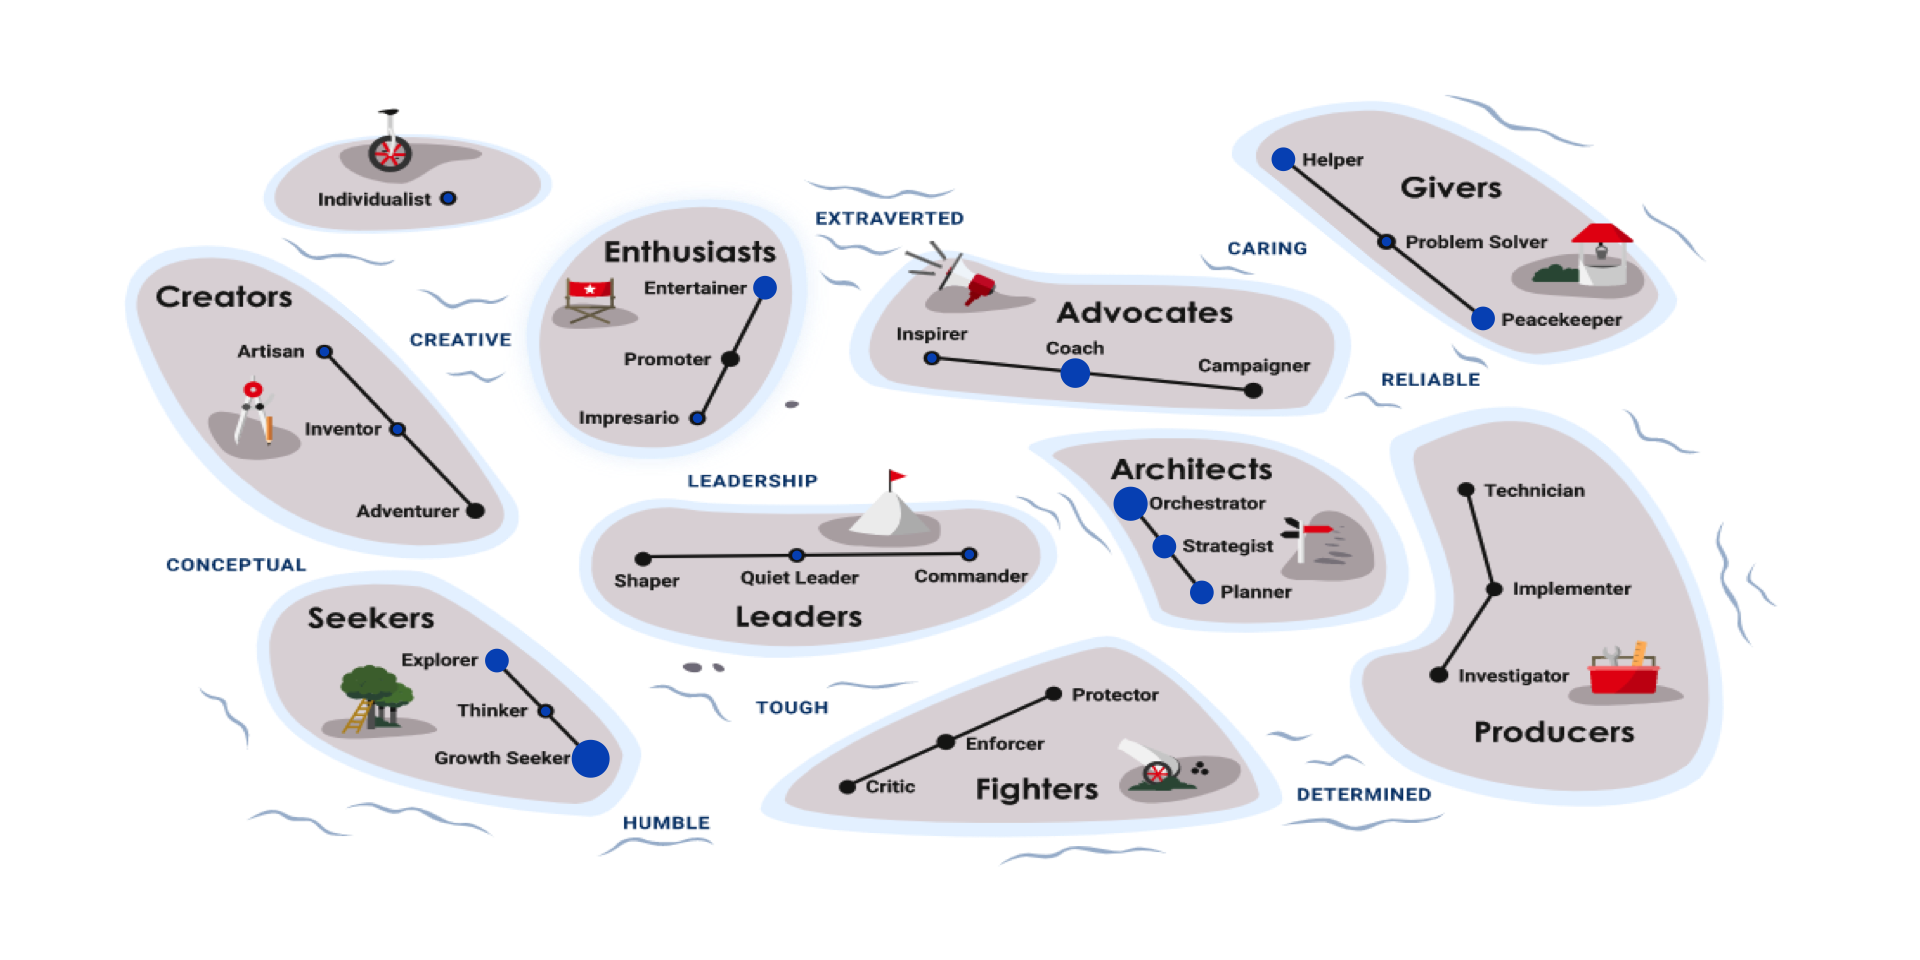 Individualist
Creators
Artisan
Inventor
Adventurer
CREATIVE
CONCEPTUAL
Enthusiasts
Entertainer
Promoter
Impresario
EXTRAVERTED
Advocates
Inspirer
Coach
Campaigner
CARING
Helper
Givers
Problem Solver
Peacekeeper
RELIABLE
LEADERSHIP
Shaper
Quiet Leader
Commander
Leaders
Architects
Orchestrator
Strategist
Planner
Technician
Implementer
Investigator
Producers
Seekers
Explorer
Thinker
Growth Seeker
TOUGH
HUMBLE
Protector
Enforcer
Critic
Fighters
DETERMINED